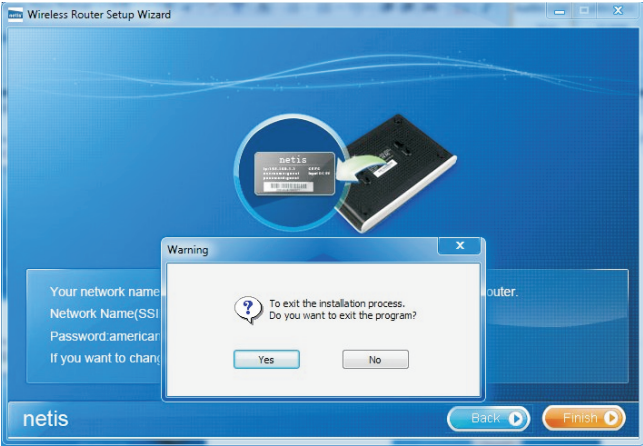 Wireless Router Setup Wizard
netis
Warning
To exit the installation process.
Do you want to exit the program?
Yes
No
Your network name
outer.
Network Name(SSI
Password:american
If you want to chang
netis
Back
Finish